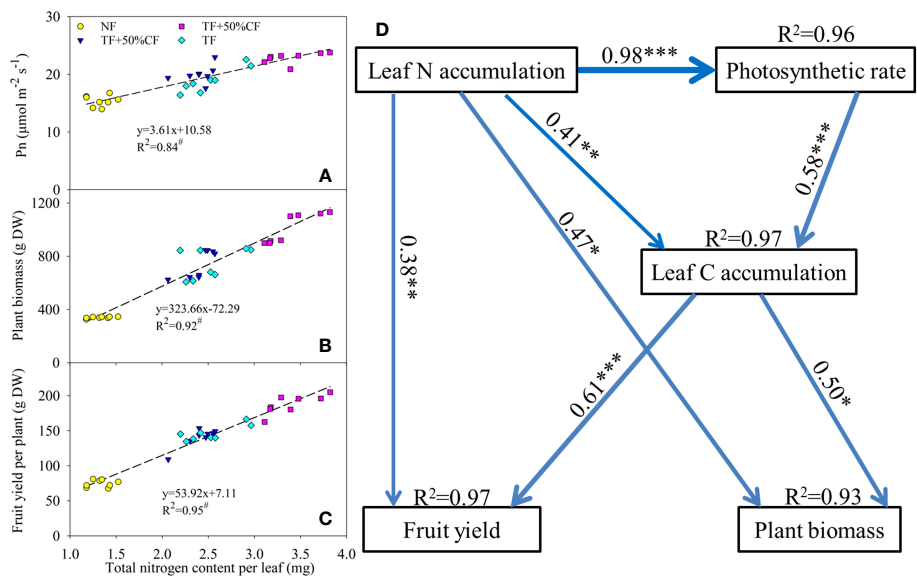 NF
TF+50%CF
TF+50%CF
TF
30
20
10
0
Pn (μmol m⁻² s⁻¹)
y=3.61x+10.58
R²=0.84#
A
1200
800
400
0
Plant biomass (g DW)
y=323.66x-72.29
R²=0.92#
B
200
150
100
50
0
Fruit yield per plant (g DW)
y=53.92x+7.11
R²=0.95#
C
1.0 1.5 2.0 2.5 3.0 3.5 4.0
Total nitrogen content per leaf (mg)
D
Leaf N accumulation
0.98***
R²=0.96
Photosynthetic rate
0.41**
0.58***
0.38**
0.47*
R²=0.97
Leaf C accumulation
0.61***
0.50*
R²=0.97
Fruit yield
R²=0.93
Plant biomass